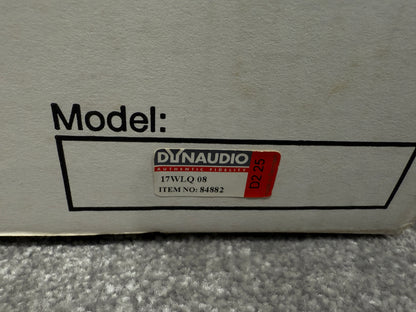 Model:
DYNAUDIO
AUTHENTIC FIDELITY
17WLQ 08
ITEM NO: 84882
D2 25